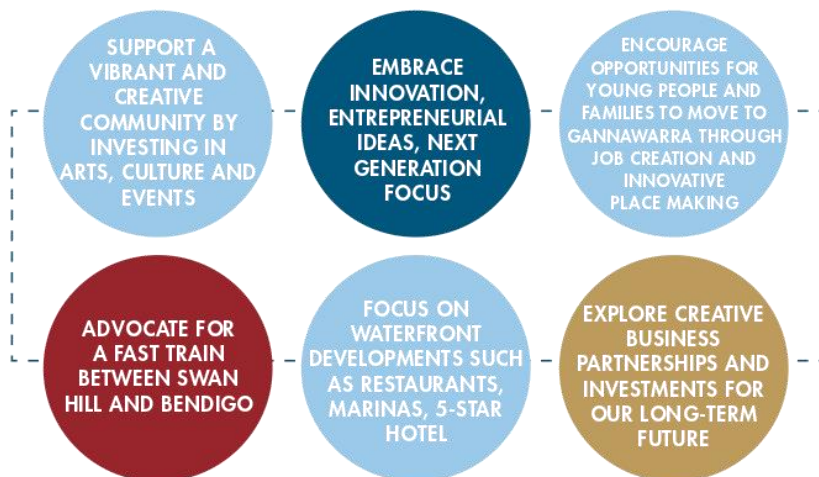 SUPPORT A
VIBRANT AND
CREATIVE
COMMUNITY BY
INVESTING IN
ARTS, CULTURE AND
EVENTS
EMBRACE
INNOVATION,
ENTREPRENEURIAL
IDEAS, NEXT
GENERATION
FOCUS
ENCOURAGE
OPPORTUNITIES FOR
YOUNG PEOPLE AND
FAMILIES TO MOVE TO
GANNAWARRA THROUGH
JOB CREATION AND
INNOVATIVE
PLACE MAKING
ADVOCATE FOR
A FAST TRAIN
BETWEEN SWAN
HILL AND BENDIGO
FOCUS ON
WATERFRONT
DEVELOPMENTS SUCH
AS RESTAURANTS,
MARINAS, 5-STAR
HOTEL
EXPLORE CREATIVE
BUSINESS
PARTNERSHIPS AND
INVESTMENTS FOR
OUR LONG-TERM
FUTURE